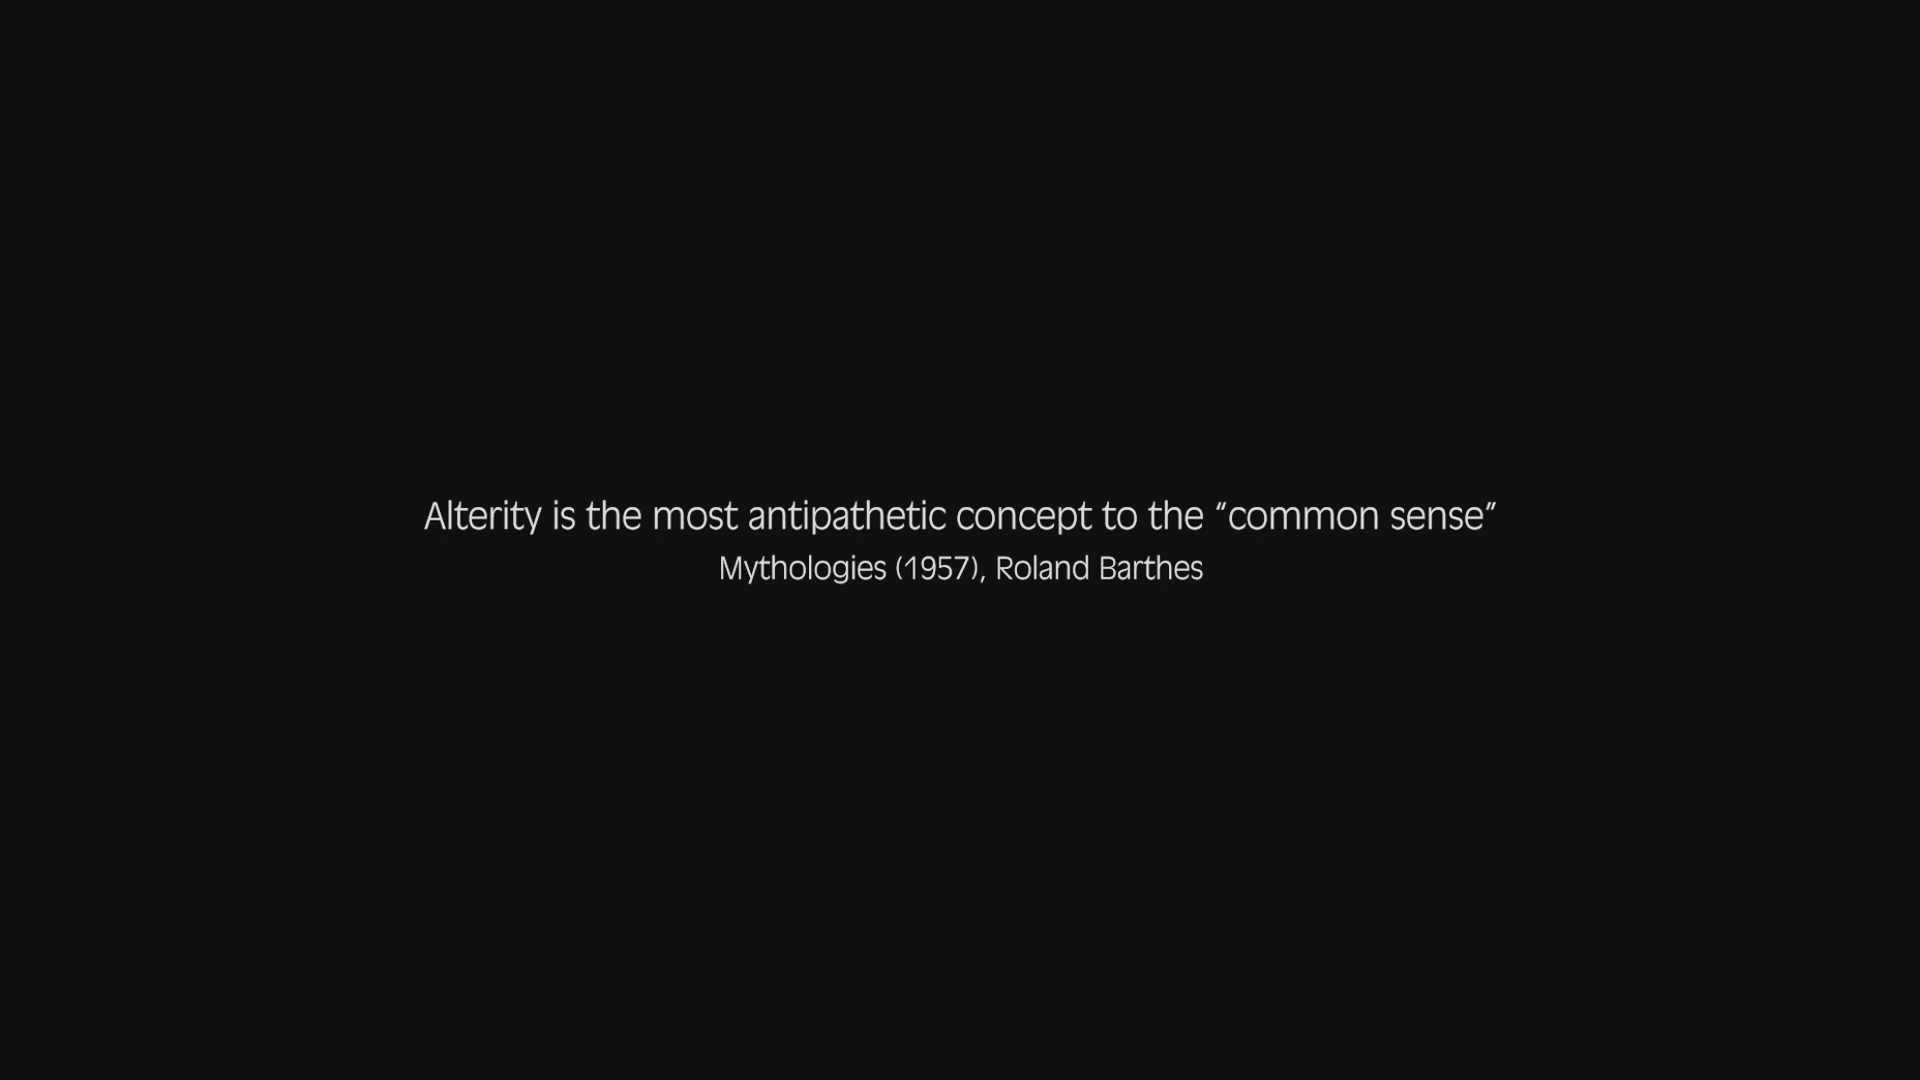 Alterity is the most antipathetic concept to the “common sense”
Mythologies (1957), Roland Barthes